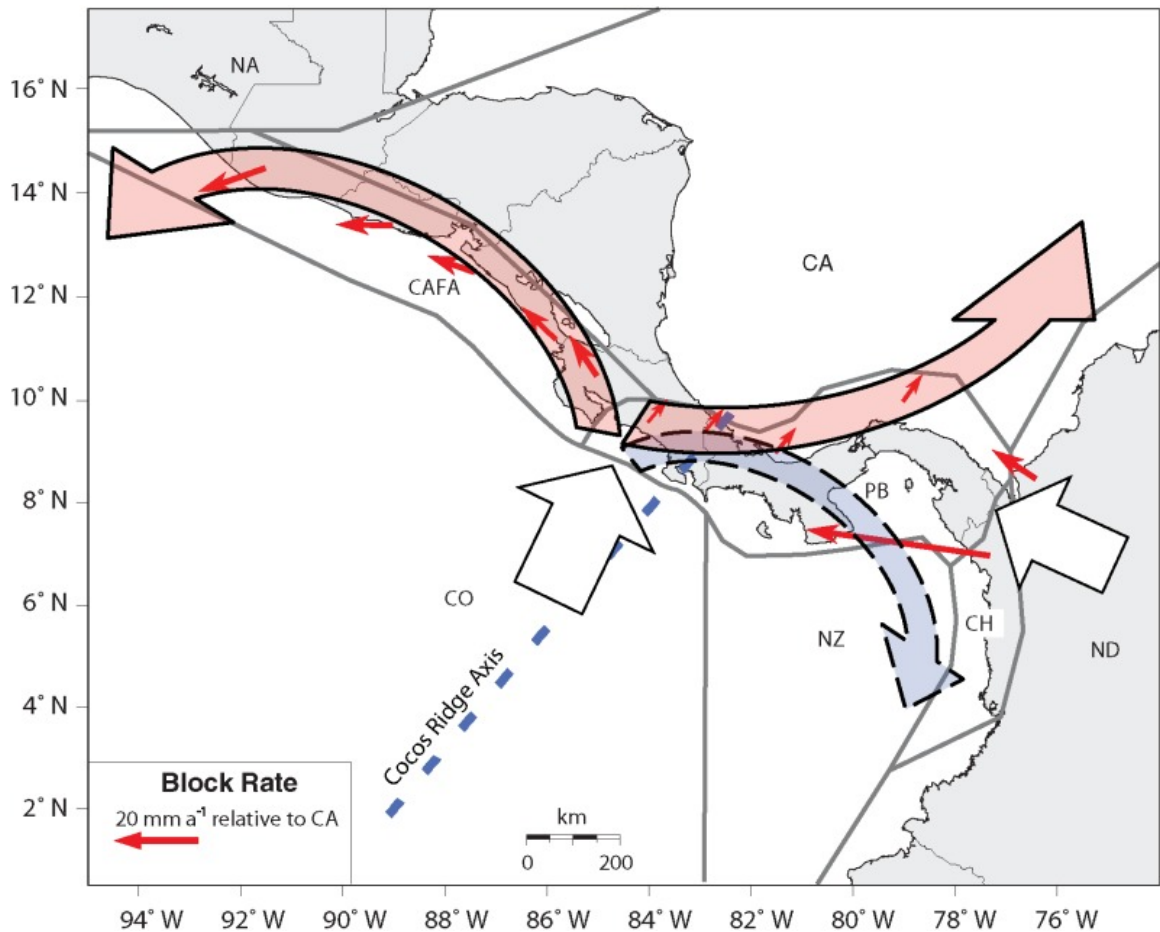 16° N
14° N
12° N
10° N
8° N
6° N
4° N
2° N
NA
CA
CAFA
PB
CO
NZ
CH
ND
Cocos Ridge Axis
Block Rate
20 mm a⁻¹ relative to CA
km
0 200
94° W 92° W 90° W 88° W 86° W 84° W 82° W 80° W 78° W 76° W